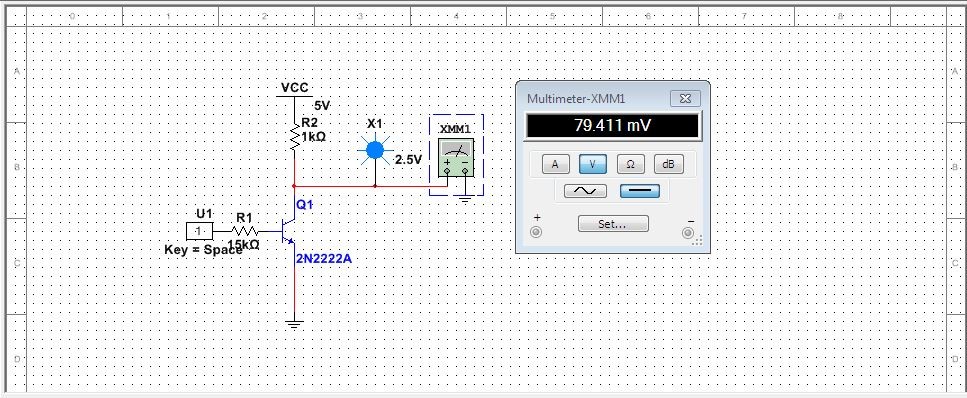 0 1 2 3 4 5 6 7 8
A A
B B
C C
D D
VCC
5V
R2
1kΩ
X1
2.5V
XMM1
+ −
Q1
U1
1
R1
15kΩ
Key = Space
2N2222A
Multimeter-XMM1
79.411 mV
A V Ω dB
Set...
+ −